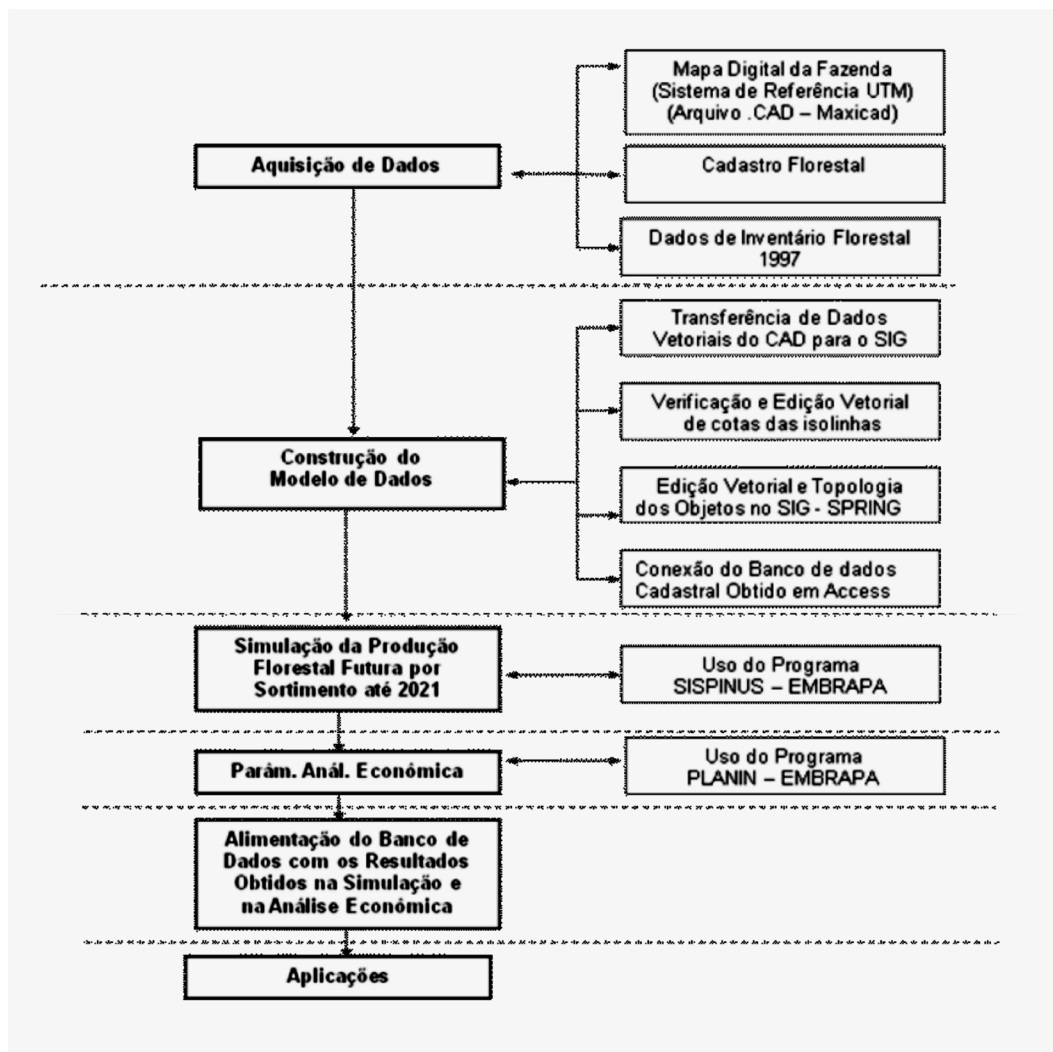 Mapa Digital da Fazenda
(Sistema de Referência UTM)
(Arquivo .CAD – Maxicad)
Aquisição de Dados
Cadastro Florestal
Dados de Inventário Florestal
1997
Transferência de Dados
Vetoriais do CAD para o SIG
Verificação e Edição Vetorial
de cotas das isolinhas
Construção do
Modelo de Dados
Edição Vetorial e Topologia
dos Objetos no SIG - SPRING
Conexão do Banco de dados
Cadastral Obtido em Access
Simulação da Produção
Florestal Futura por
Sortimento até 2021
Uso do Programa
SISPINUS – EMBRAPA
Parâm. Anál. Económica
Uso do Programa
PLANIN – EMBRAPA
Alimentação do Banco de
Dados com os Resultados
Obtidos na Simulação e
na Análise Económica
Aplicações